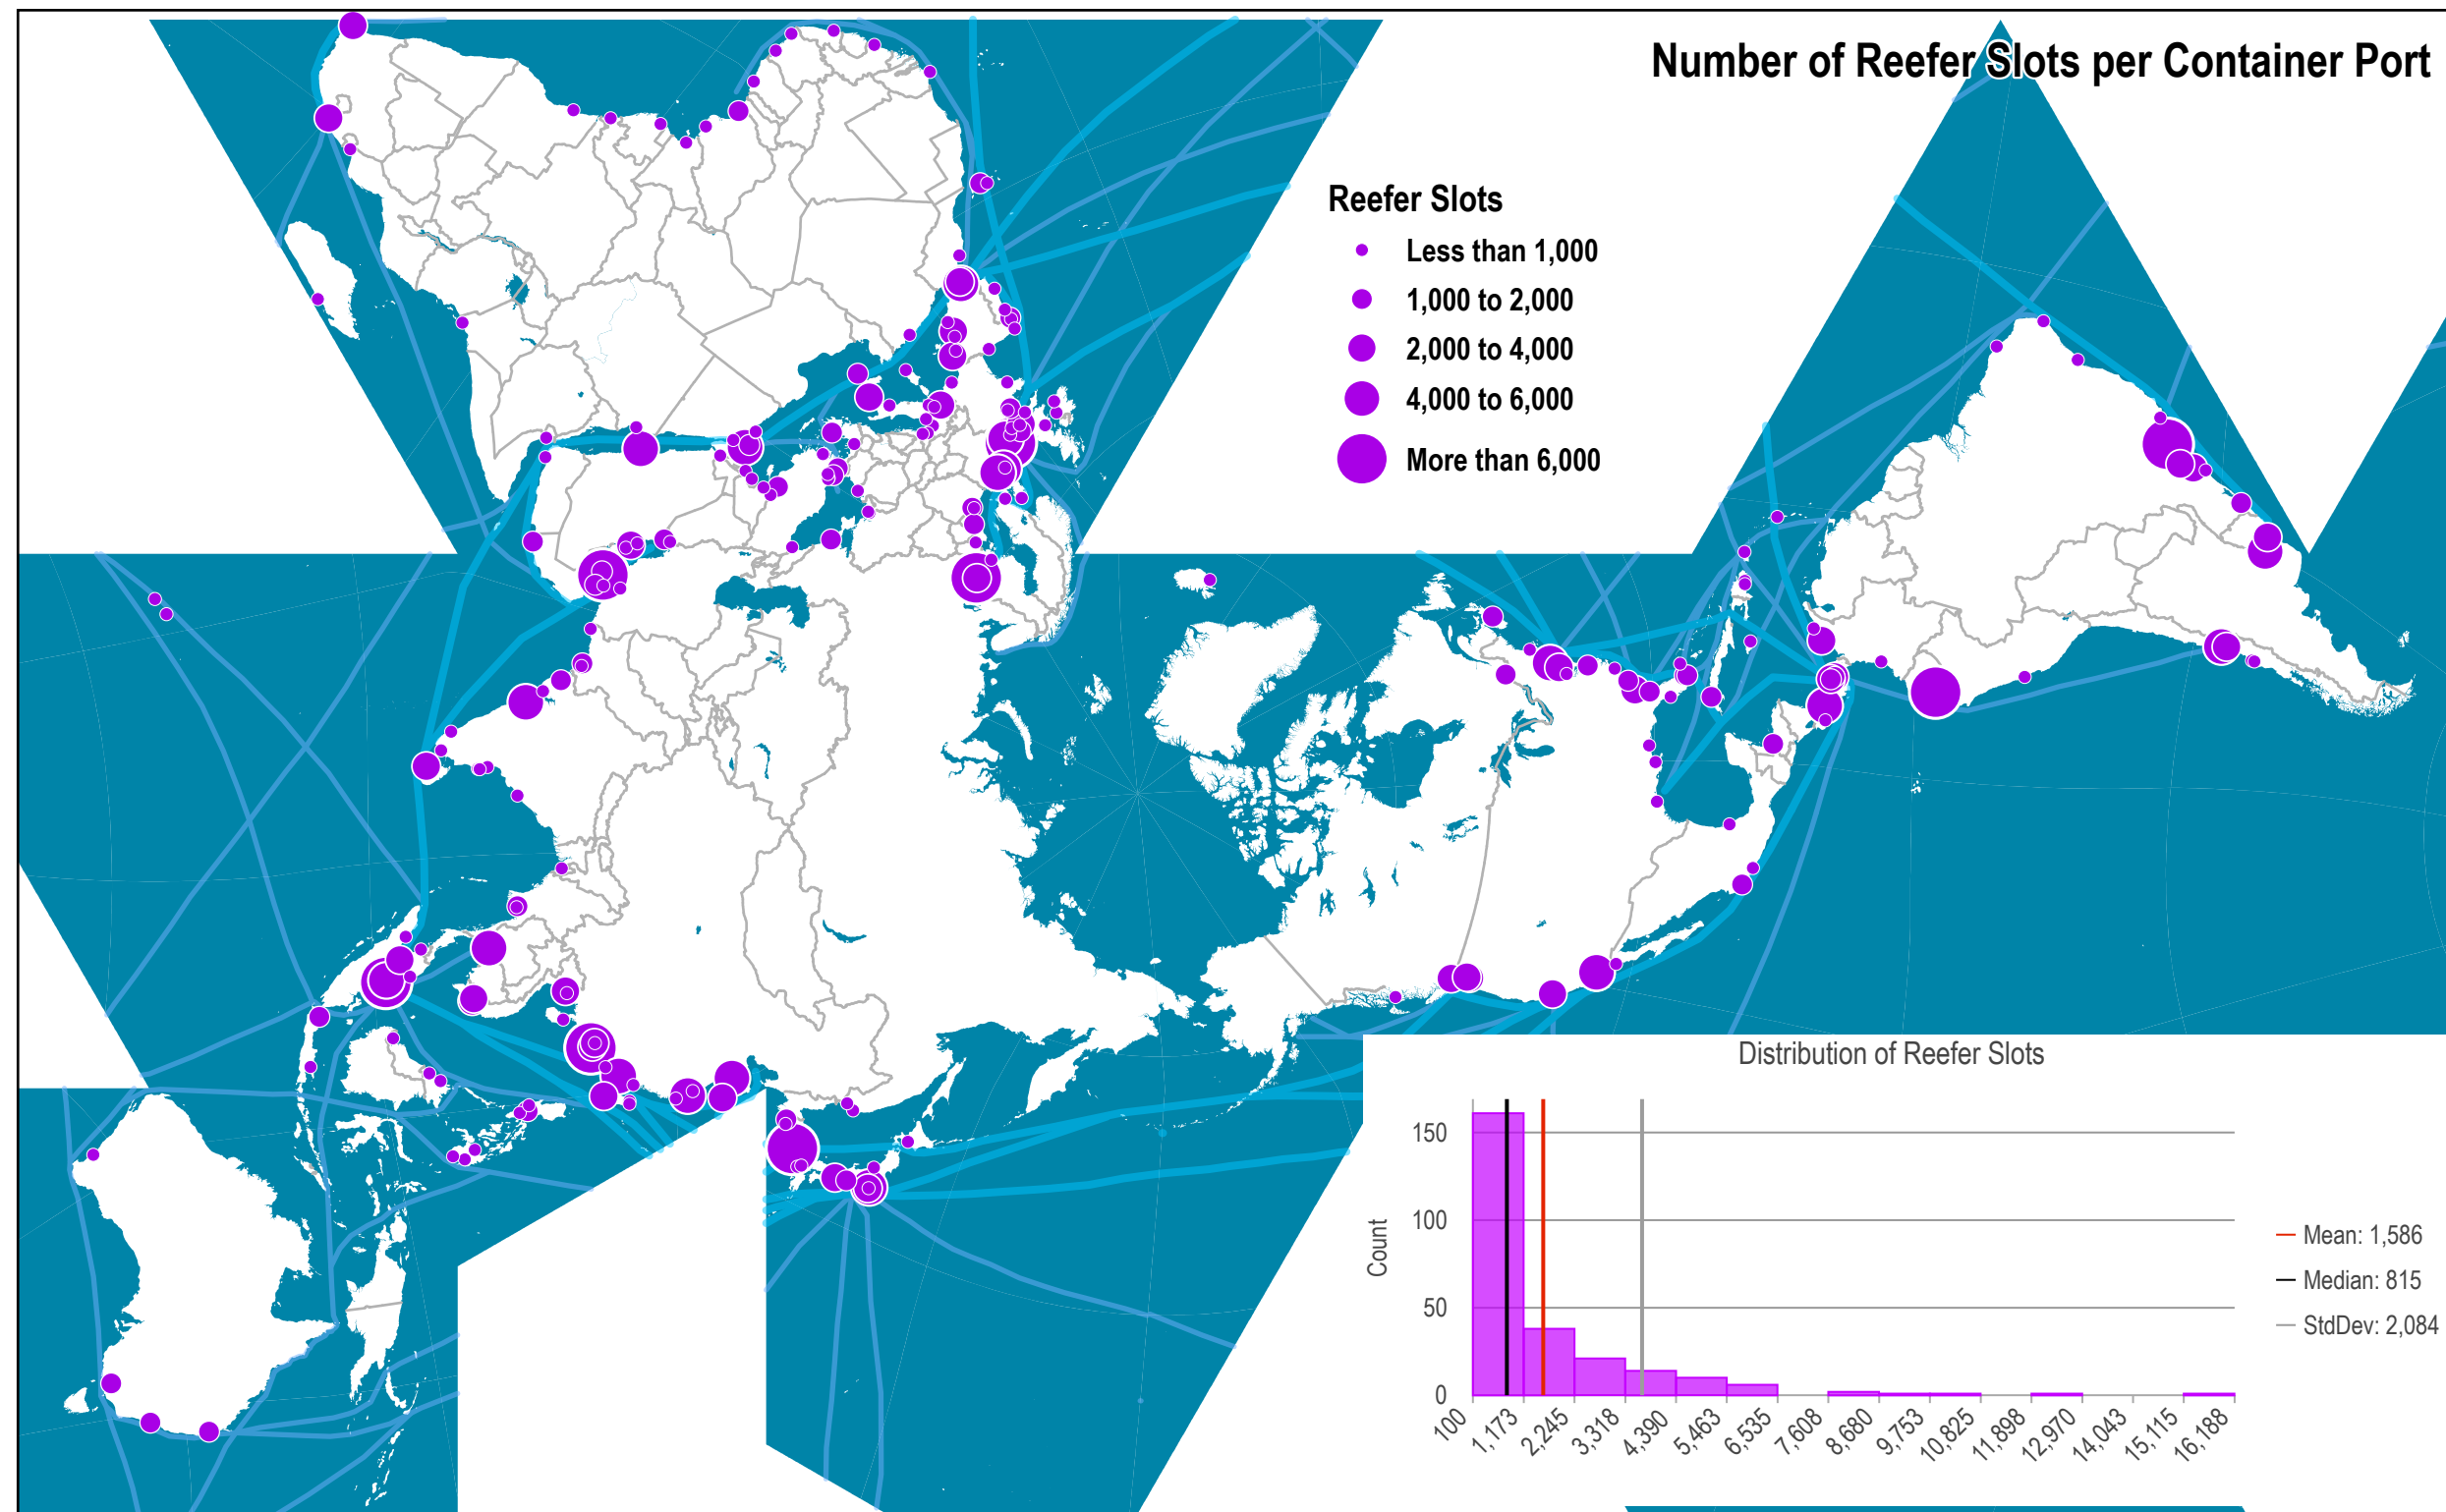 Number of Reefer Slots per Container Port
Reefer Slots
Less than 1,000
1,000 to 2,000
2,000 to 4,000
4,000 to 6,000
More than 6,000
Distribution of Reefer Slots
Count
150
100
50
0
100
1,173
2,245
3,318
4,390
5,463
6,535
7,608
8,680
9,753
10,825
11,898
12,970
14,043
15,115
16,188
Mean: 1,586
Median: 815
StdDev: 2,084